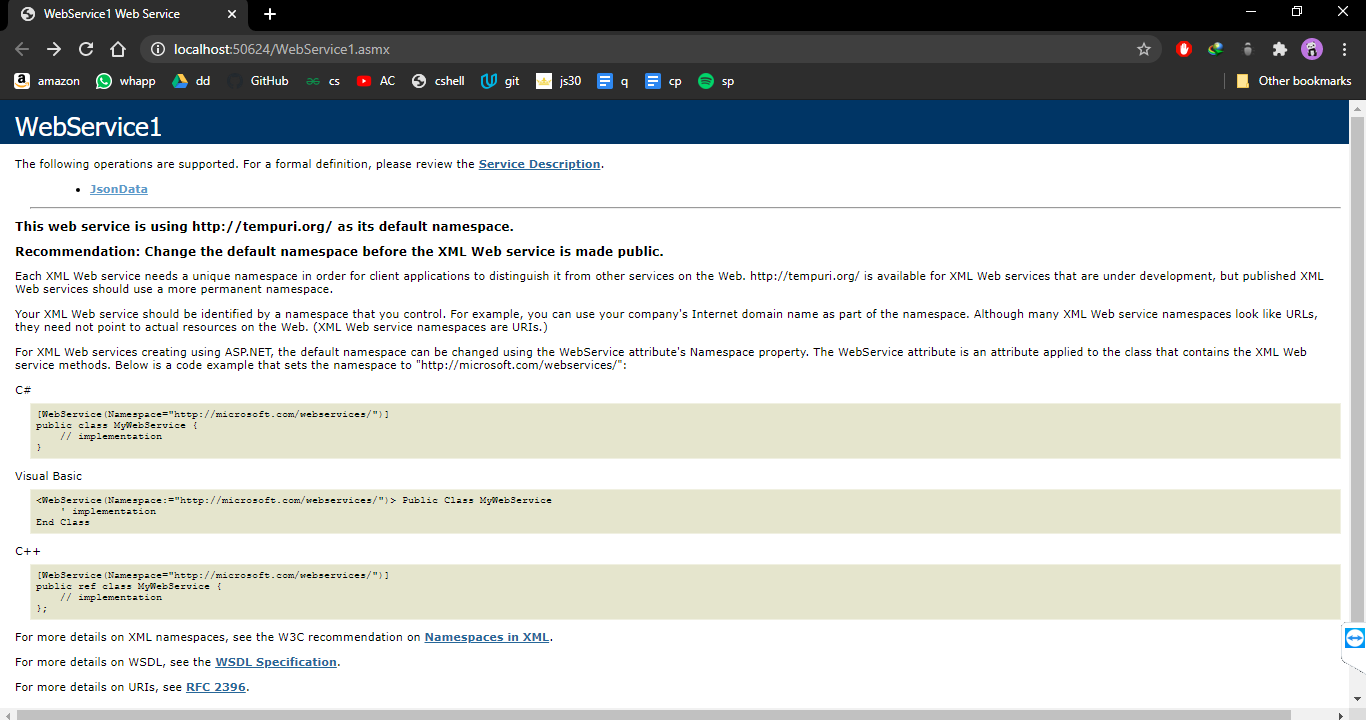 WebService1 Web Service
localhost:50624/WebService1.asmx
amazon whapp dd GitHub cs AC cshell git js30 q cp sp Other bookmarks
WebService1
The following operations are supported. For a formal definition, please review the Service Description.
• JsonData
This web service is using http://tempuri.org/ as its default namespace.
Recommendation: Change the default namespace before the XML Web service is made public.
Each XML Web service needs a unique namespace in order for client applications to distinguish it from other services on the Web. http://tempuri.org/ is available for XML Web services that are under development, but published XML
Web services should use a more permanent namespace.
Your XML Web service should be identified by a namespace that you control. For example, you can use your company's Internet domain name as part of the namespace. Although many XML Web service namespaces look like URLs,
they need not point to actual resources on the Web. (XML Web service namespaces are URIs.)
For XML Web services creating using ASP.NET, the default namespace can be changed using the WebService attribute's Namespace property. The WebService attribute is an attribute applied to the class that contains the XML Web
service methods. Below is a code example that sets the namespace to "http://microsoft.com/webservices/":
C#
[WebService(Namespace="http://microsoft.com/webservices/")]
public class MyWebService {
    // implementation
}
Visual Basic
<WebService(Namespace:="http://microsoft.com/webservices/")> Public Class MyWebService
    ' implementation
End Class
C++
[WebService(Namespace="http://microsoft.com/webservices/")]
public ref class MyWebService {
    // implementation
};
For more details on XML namespaces, see the W3C recommendation on Namespaces in XML.
For more details on WSDL, see the WSDL Specification.
For more details on URIs, see RFC 2396.